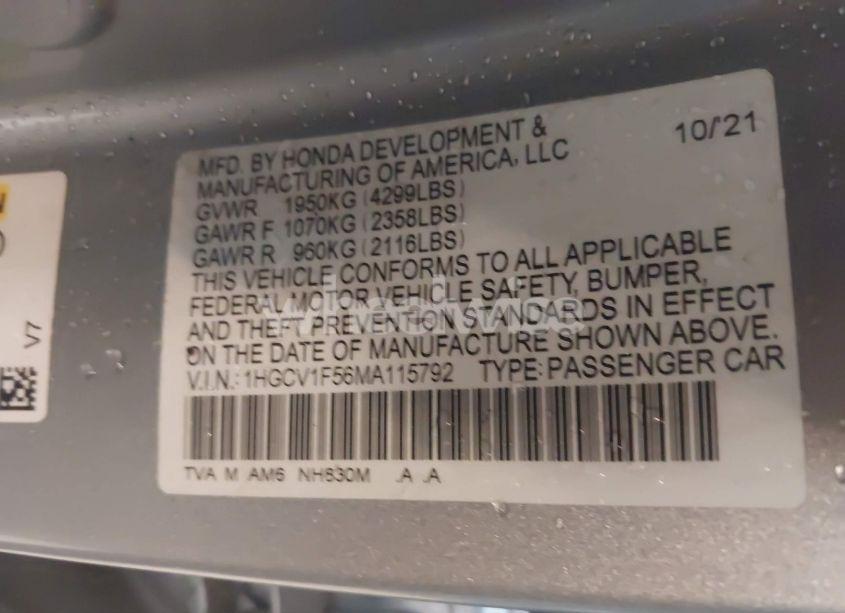 MFD. BY HONDA DEVELOPMENT &
MANUFACTURING OF AMERICA, LLC
10/'21
GVWR 1950KG (4299LBS)
GAWR F 1070KG (2358LBS)
GAWR R 960KG (2116LBS)
THIS VEHICLE CONFORMS TO ALL APPLICABLE
FEDERAL MOTOR VEHICLE SAFETY, BUMPER,
AND THEFT PREVENTION STANDARDS IN EFFECT
ON THE DATE OF MANUFACTURE SHOWN ABOVE.
V.I.N.: 1HGCV1F56MA115792 TYPE: PASSENGER CAR
TVA M AM6 NH830M .A .A
V7